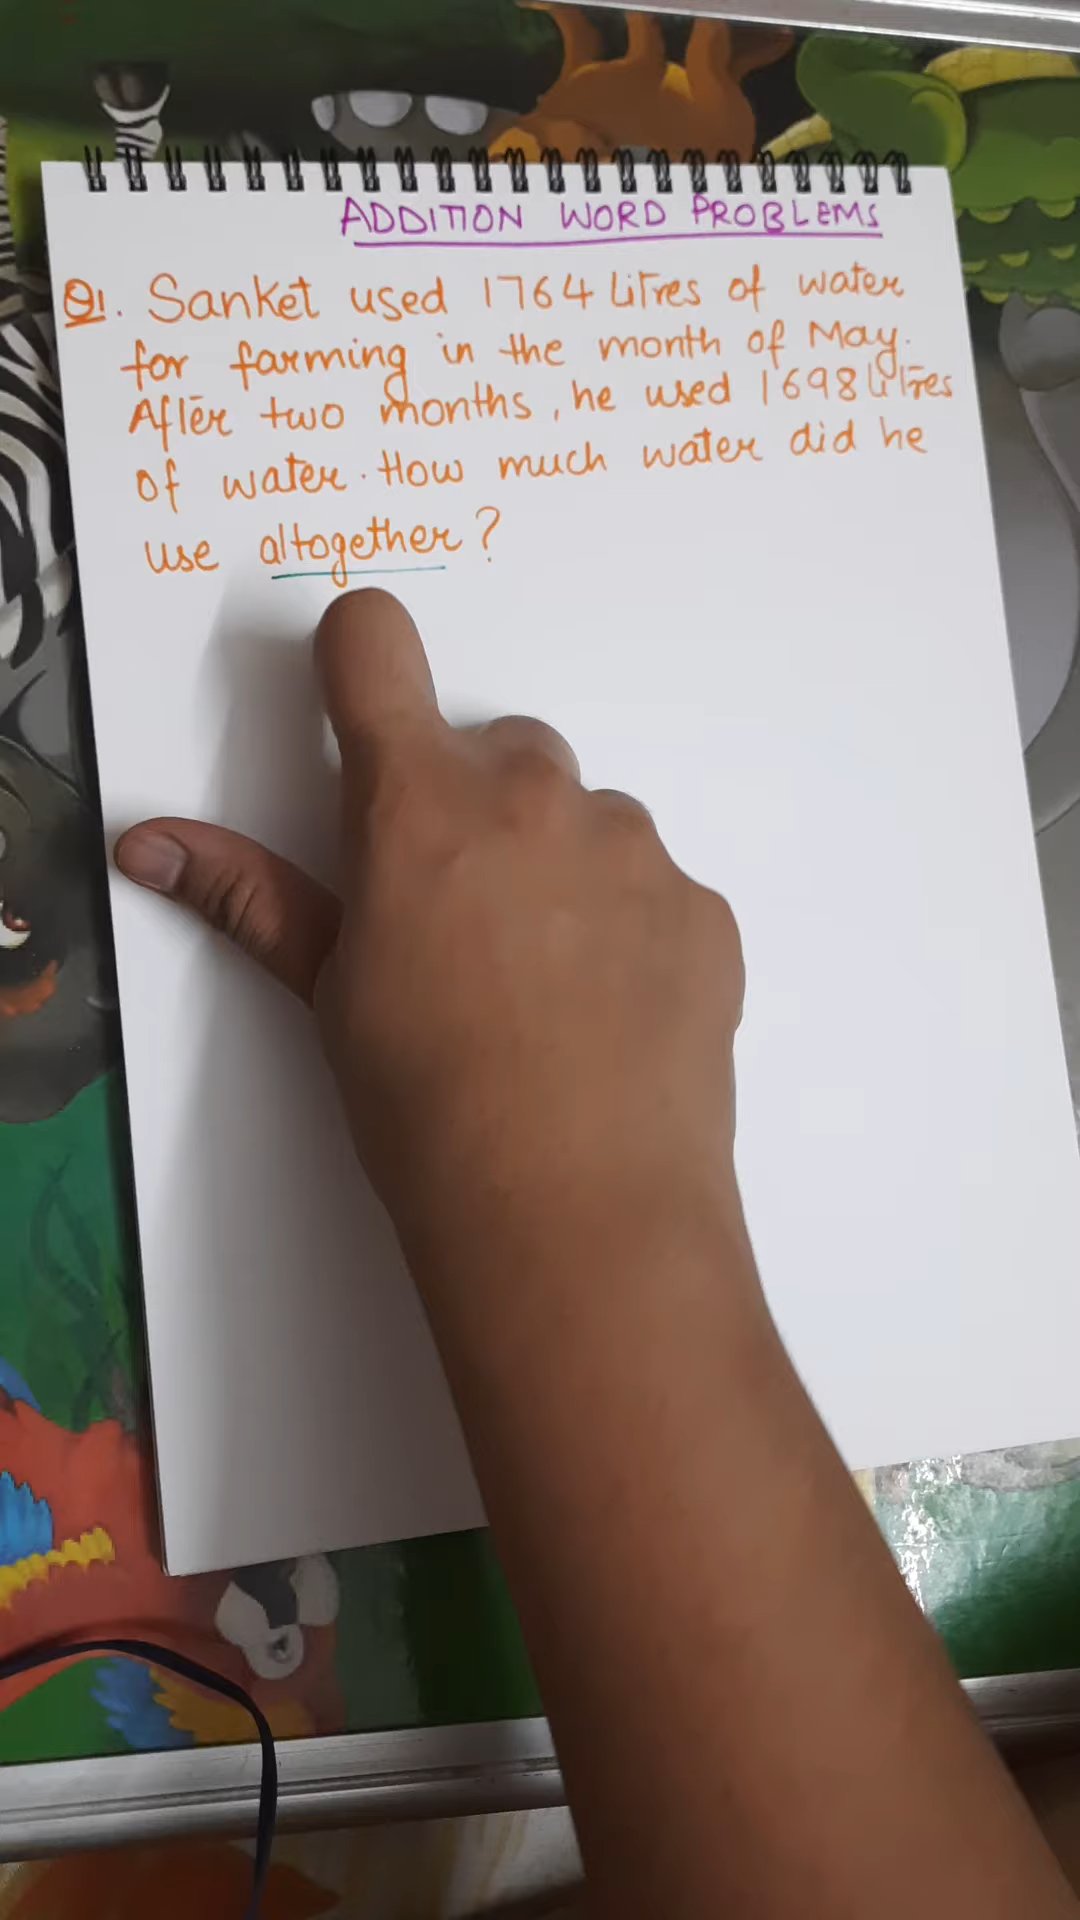 ADDITION WORD PROBLEMS
Q1. Sanket used 1764 Litres of water
for farming in the month of May.
After two months, he used 1698 Litres
of water. How much water did he
use altogether?